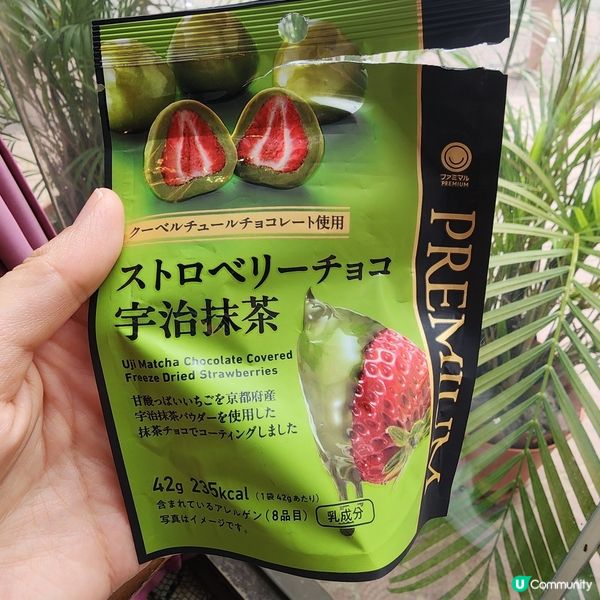 ファミマル
PREMIUM
PREMIUM
クーベルチュールチョコレート使用
ストロベリーチョコ
宇治抹茶
Uji Matcha Chocolate Covered
Freeze Dried Strawberries
甘酸っぱいいちごを京都府産
宇治抹茶パウダーを使用した
抹茶チョコでコーティングしました
42g 235kcal (1袋42gあたり)
含まれているアレルゲン(8品目) 乳成分
写真はイメージです。
U Community